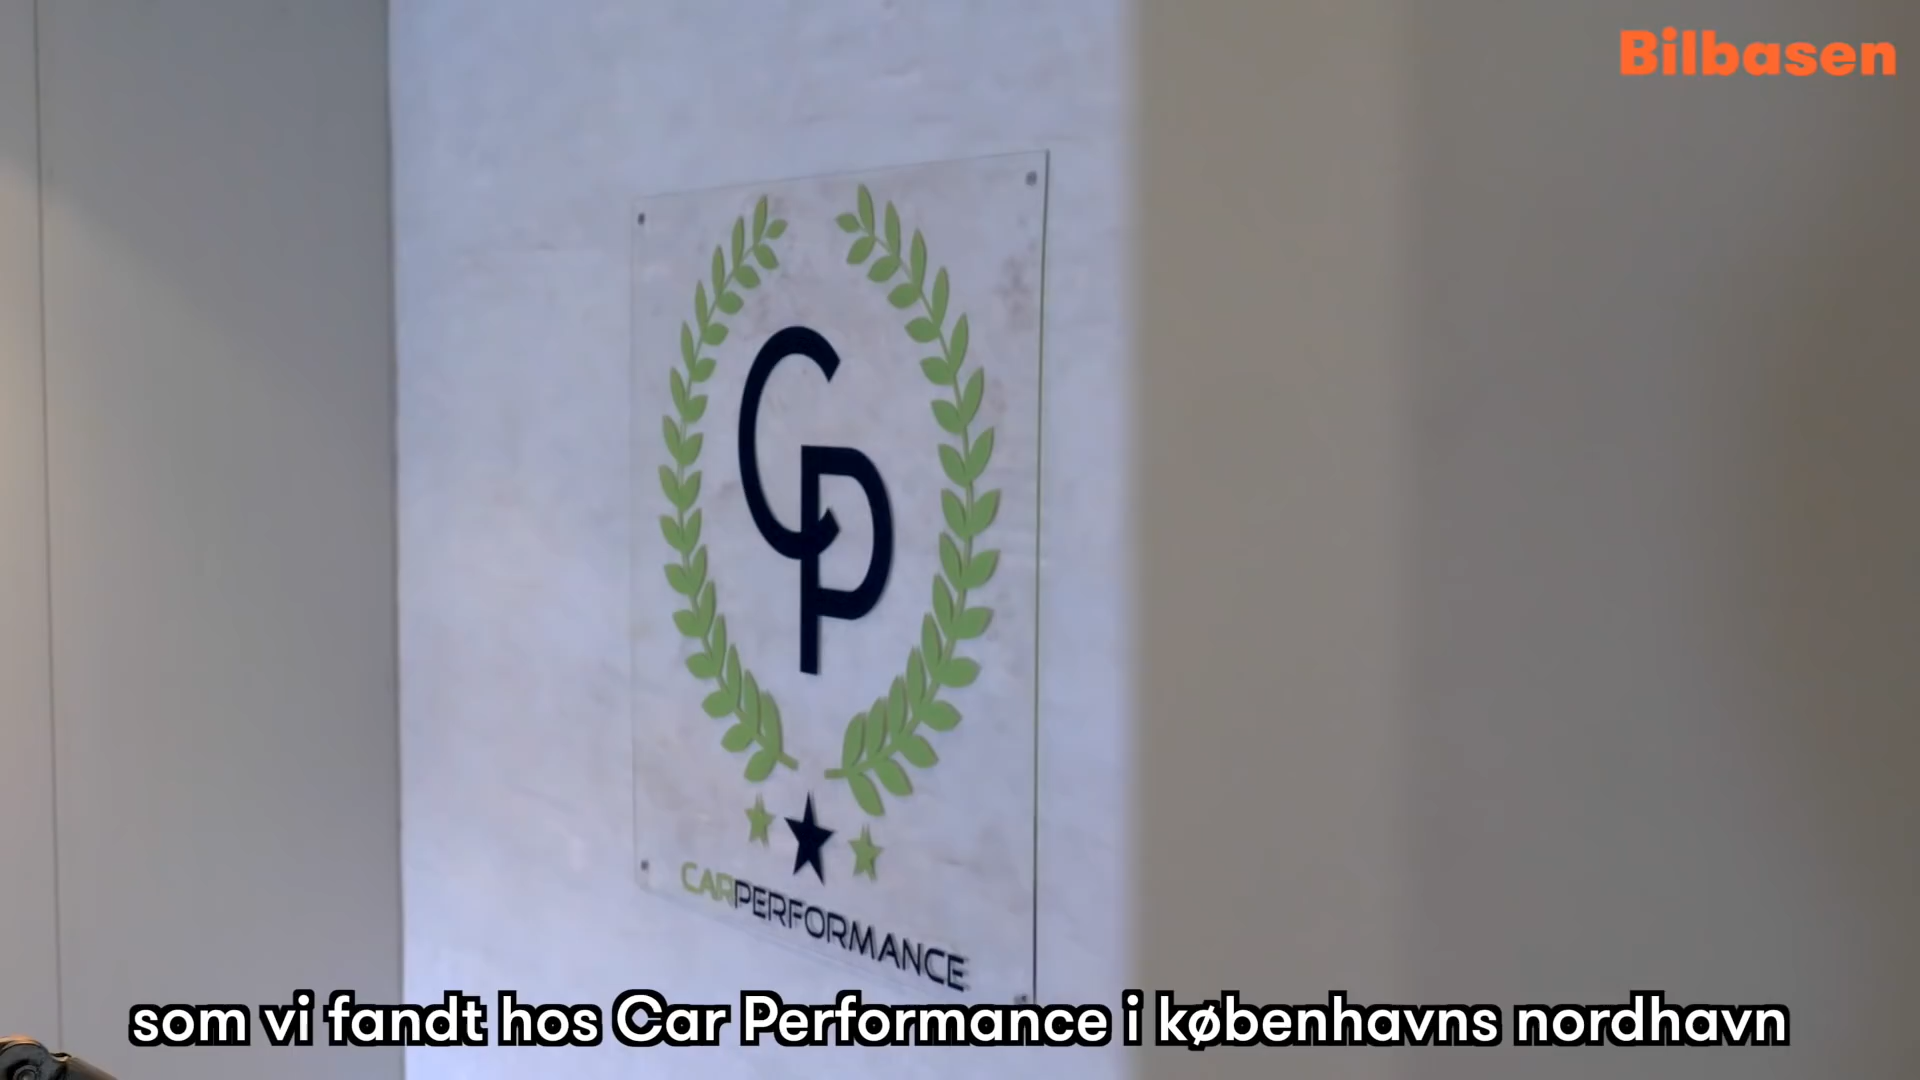 Bilbasen
CP
CARPERFORMANCE
som vi fandt hos Car Performance i københavns nordhavn